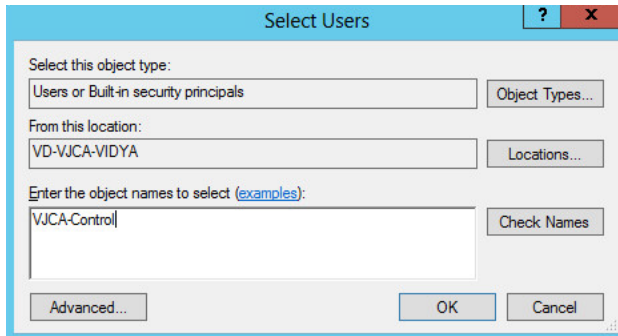 Select Users
?
x
Select this object type:
Users or Built-in security principals
Object Types...
From this location:
VD-VJCA-VIDYA
Locations...
Enter the object names to select (examples):
VJCA-Control
Check Names
Advanced...
OK
Cancel